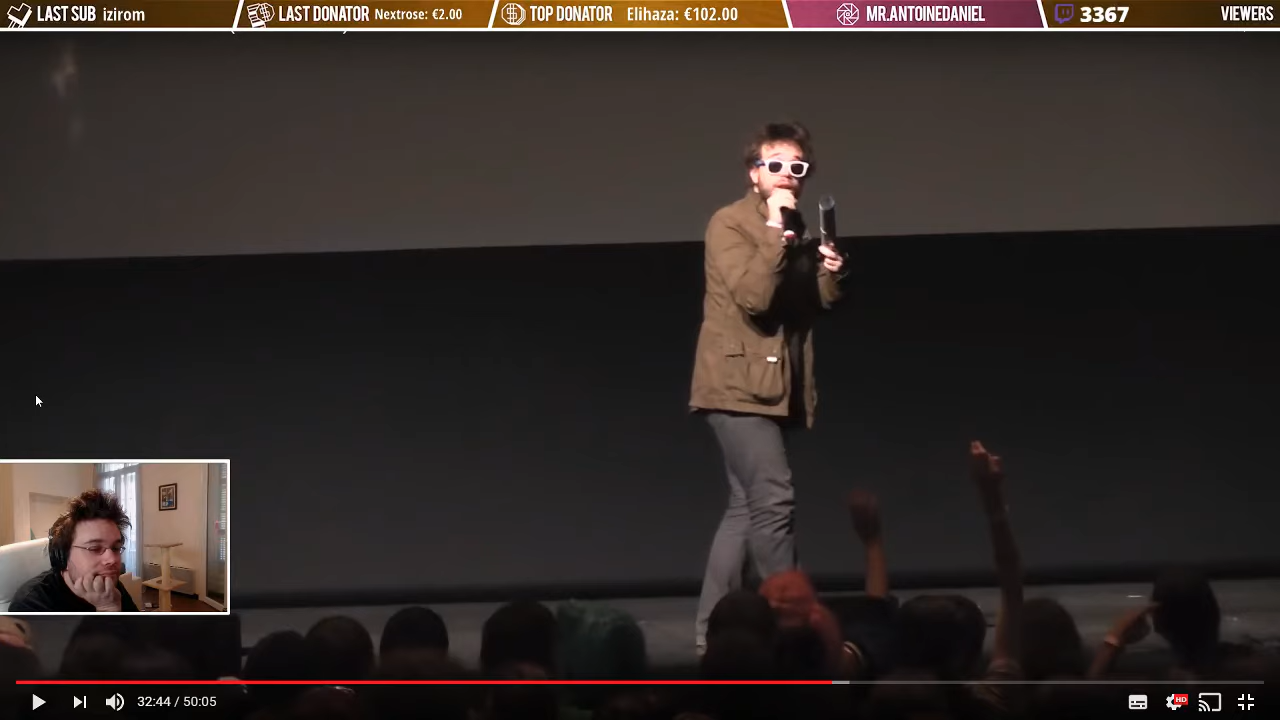 LAST SUB izirom
LAST DONATOR Nextrose: €2.00
TOP DONATOR Elihaza: €102.00
MR.ANTOINEDANIEL
3367 VIEWERS
32:44 / 50:05
HD